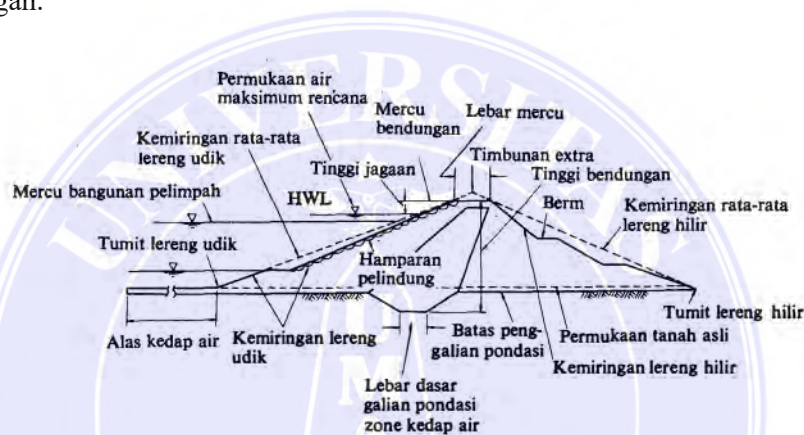 gan.
Permukaan air
maksimum rencana
Mercu
bendungan
Lebar mercu
Kemiringan rata-rata
lereng udik
Tinggi jagaan
Timbunan extra
Tinggi bendungan
Mercu bangunan pelimpah
HWL
Berm
Kemiringan rata-rata
lereng hilir
Tumit lereng udik
Hamparan
pelindung
Tumit lereng hilir
Alas kedap air
Kemiringan lereng
udik
Batas peng-
galian pondasi
Permukaan tanah asli
Kemiringan lereng hilir
Lebar dasar
galian pondasi
zone kedap air
UNIVERSITAS
M